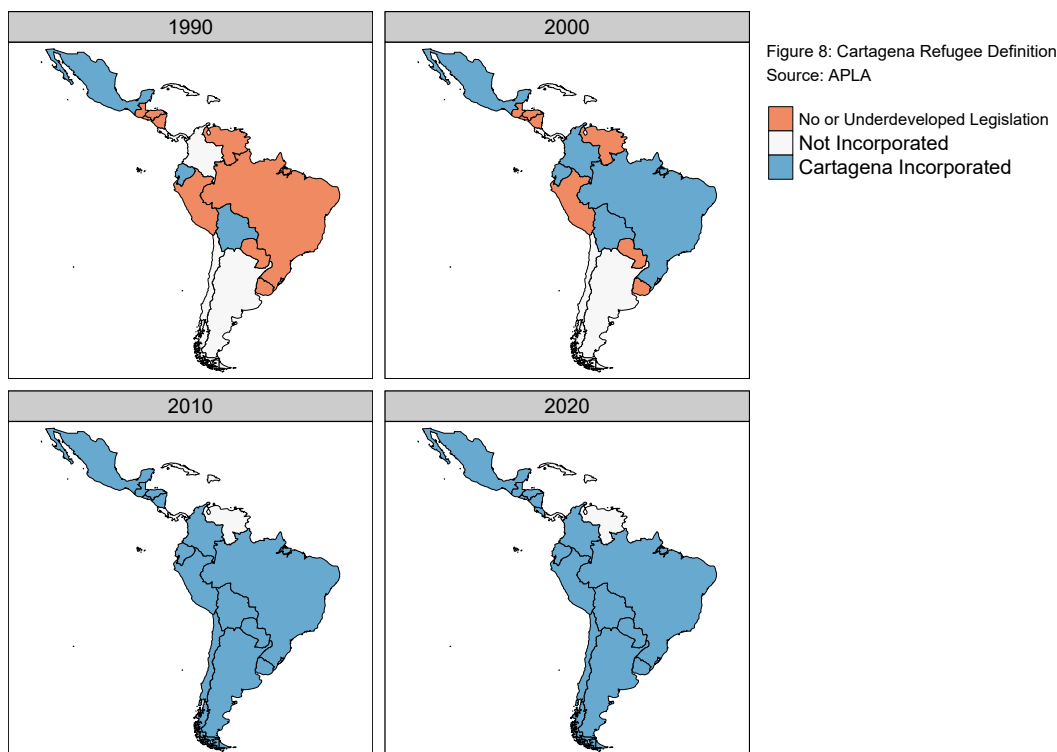 1990
2000
Figure 8: Cartagena Refugee Definition
Source: APLA
No or Underdeveloped Legislation
Not Incorporated
Cartagena Incorporated
2010
2020